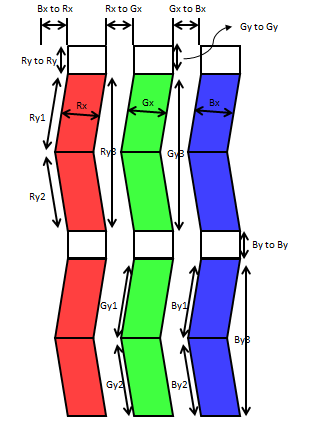 Bx to Rx
Rx to Gx
Gx to Bx
Gy to Gy
Ry to Ry
Rx
Gx
Bx
Ry1
Ry3
Gy3
Ry2
By to By
Gy1
By1
By3
Gy2
By2